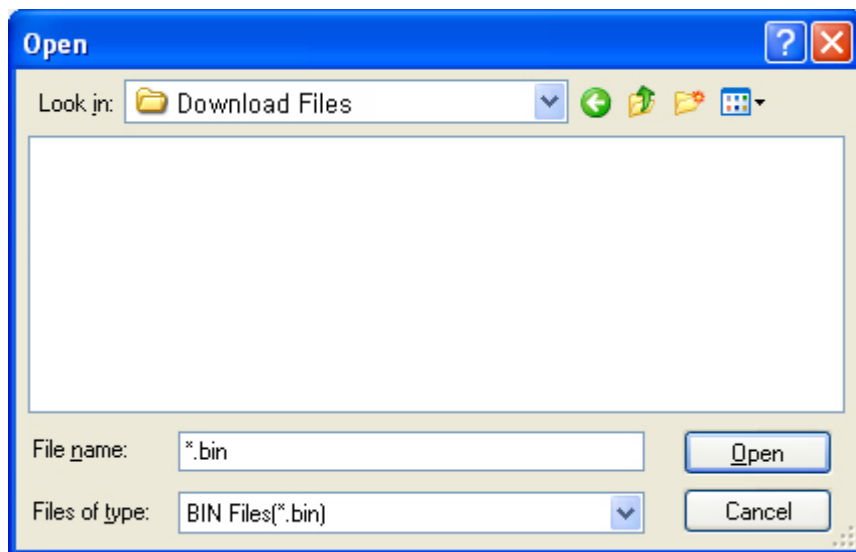 Open
Look in: Download Files
File name: *.bin Open
Files of type: BIN Files(*.bin) Cancel